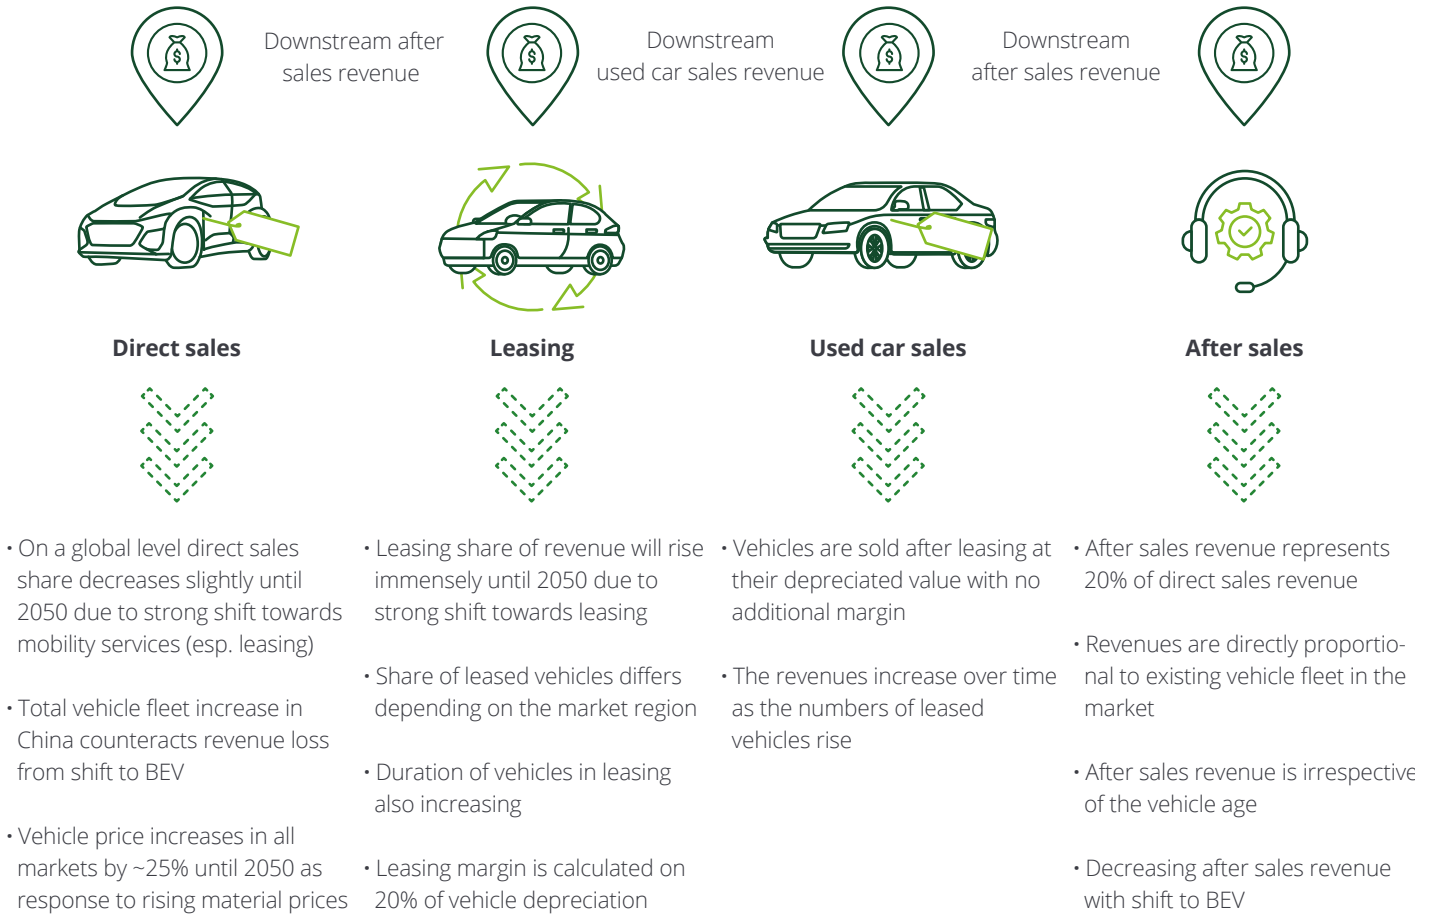 Downstream after
sales revenue
Downstream
used car sales revenue
Downstream
after sales revenue
$
$
$
$
Direct sales
Leasing
Used car sales
After sales
• On a global level direct sales
share decreases slightly until
2050 due to strong shift towards
mobility services (esp. leasing)
• Total vehicle fleet increase in
China counteracts revenue loss
from shift to BEV
• Vehicle price increases in all
markets by ~25% until 2050 as
response to rising material prices
• Leasing share of revenue will rise
immensely until 2050 due to
strong shift towards leasing
• Share of leased vehicles differs
depending on the market region
• Duration of vehicles in leasing
also increasing
• Leasing margin is calculated on
20% of vehicle depreciation
• Vehicles are sold after leasing at
their depreciated value with no
additional margin
• The revenues increase over time
as the numbers of leased
vehicles rise
• After sales revenue represents
20% of direct sales revenue
• Revenues are directly proportio-
nal to existing vehicle fleet in the
market
• After sales revenue is irrespective
of the vehicle age
• Decreasing after sales revenue
with shift to BEV